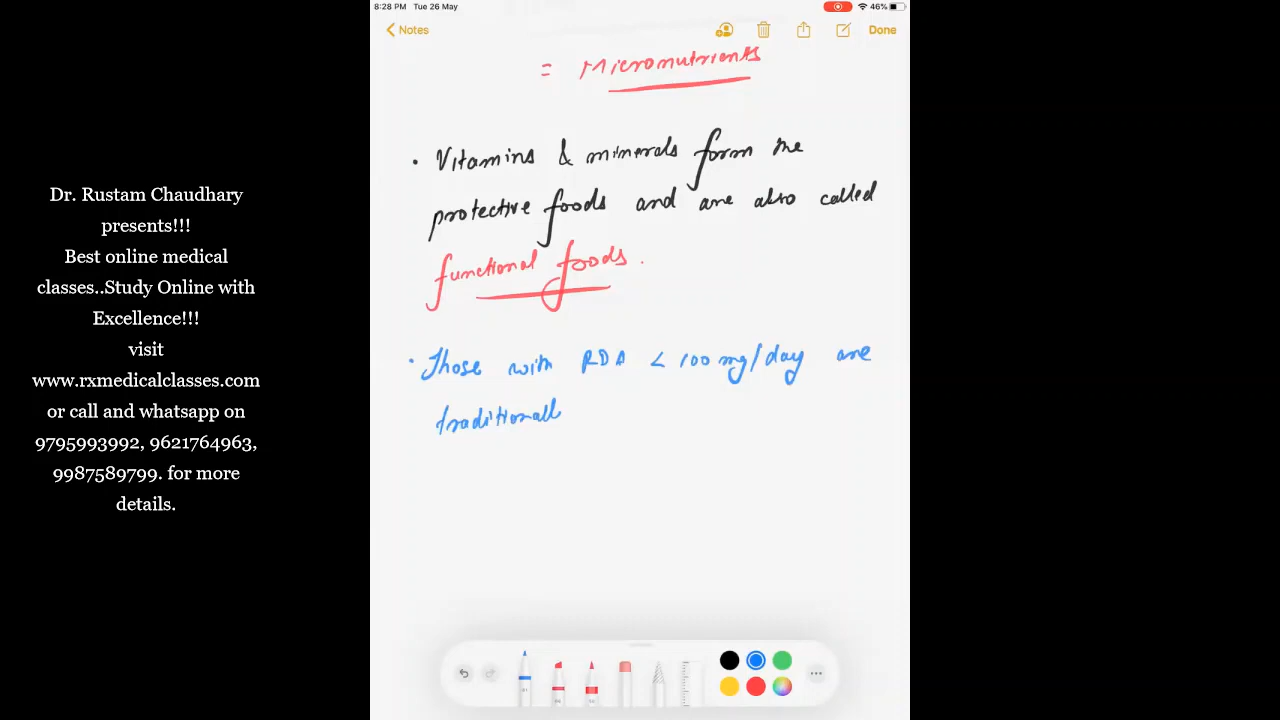 8:28 PM Tue 26 May
46%
Notes
Done
= Micronutrients
• Vitamins & minerals form the
protective foods and are also called
functional foods.
• Those with RDA < 100 mg/day are
traditionall
Dr. Rustam Chaudhary
presents!!!
Best online medical
classes..Study Online with
Excellence!!!
visit
www.rxmedicalclasses.com
or call and whatsapp on
9795993992, 9621764963,
9987589799. for more
details.